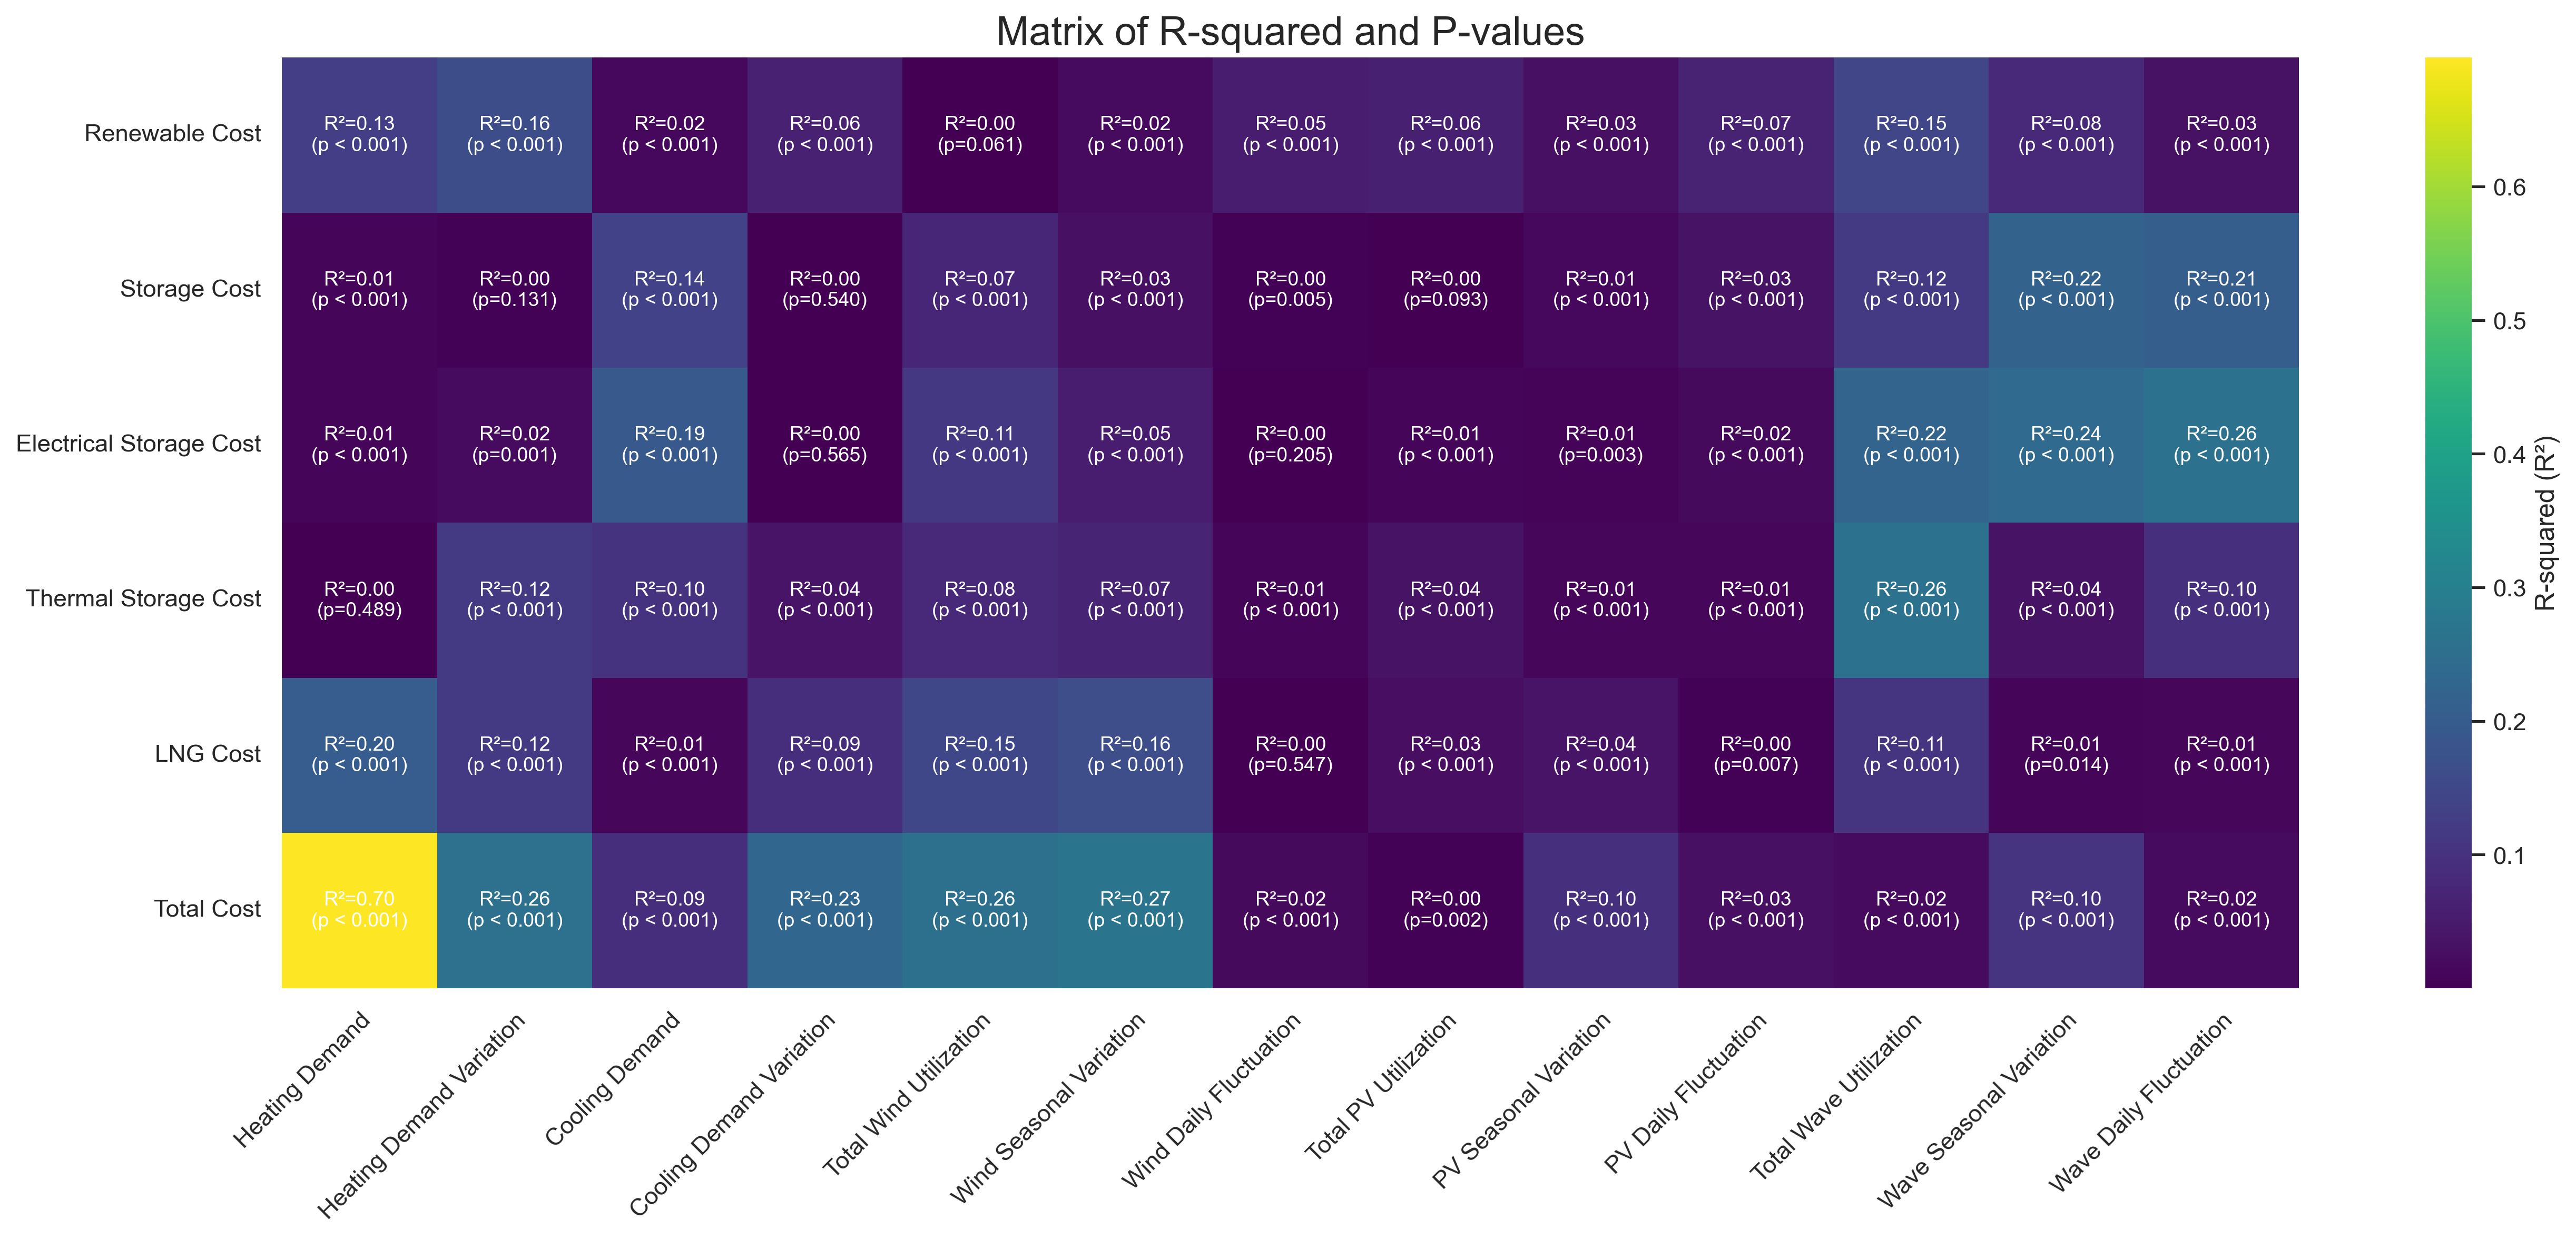 Matrix of R-squared and P-values
Renewable Cost
R²=0.13 R²=0.16 R²=0.02 R²=0.06 R²=0.00 R²=0.02 R²=0.05 R²=0.06 R²=0.03 R²=0.07 R²=0.15 R²=0.08 R²=0.03
(p < 0.001) (p < 0.001) (p < 0.001) (p < 0.001) (p=0.061) (p < 0.001) (p < 0.001) (p < 0.001) (p < 0.001) (p < 0.001) (p < 0.001) (p < 0.001) (p < 0.001)
Storage Cost
R²=0.01 R²=0.00 R²=0.14 R²=0.00 R²=0.07 R²=0.03 R²=0.00 R²=0.00 R²=0.01 R²=0.03 R²=0.12 R²=0.22 R²=0.21
(p < 0.001) (p=0.131) (p < 0.001) (p=0.540) (p < 0.001) (p < 0.001) (p=0.005) (p=0.093) (p < 0.001) (p < 0.001) (p < 0.001) (p < 0.001) (p < 0.001)
Electrical Storage Cost
R²=0.01 R²=0.02 R²=0.19 R²=0.00 R²=0.11 R²=0.05 R²=0.00 R²=0.01 R²=0.01 R²=0.02 R²=0.22 R²=0.24 R²=0.26
(p < 0.001) (p=0.001) (p < 0.001) (p=0.565) (p < 0.001) (p < 0.001) (p=0.205) (p < 0.001) (p=0.003) (p < 0.001) (p < 0.001) (p < 0.001) (p < 0.001)
Thermal Storage Cost
R²=0.00 R²=0.12 R²=0.10 R²=0.04 R²=0.08 R²=0.07 R²=0.01 R²=0.04 R²=0.01 R²=0.01 R²=0.26 R²=0.04 R²=0.10
(p=0.489) (p < 0.001) (p < 0.001) (p < 0.001) (p < 0.001) (p < 0.001) (p < 0.001) (p < 0.001) (p < 0.001) (p < 0.001) (p < 0.001) (p < 0.001) (p < 0.001)
LNG Cost
R²=0.20 R²=0.12 R²=0.01 R²=0.09 R²=0.15 R²=0.16 R²=0.00 R²=0.03 R²=0.04 R²=0.00 R²=0.11 R²=0.01 R²=0.01
(p < 0.001) (p < 0.001) (p < 0.001) (p < 0.001) (p < 0.001) (p < 0.001) (p=0.547) (p < 0.001) (p < 0.001) (p=0.007) (p < 0.001) (p=0.014) (p < 0.001)
Total Cost
R²=0.70 R²=0.26 R²=0.09 R²=0.23 R²=0.26 R²=0.27 R²=0.02 R²=0.00 R²=0.10 R²=0.03 R²=0.02 R²=0.10 R²=0.02
(p < 0.001) (p < 0.001) (p < 0.001) (p < 0.001) (p < 0.001) (p < 0.001) (p < 0.001) (p=0.002) (p < 0.001) (p < 0.001) (p < 0.001) (p < 0.001) (p < 0.001)
Heating Demand
Heating Demand Variation
Cooling Demand
Cooling Demand Variation
Total Wind Utilization
Wind Seasonal Variation
Wind Daily Fluctuation
Total PV Utilization
PV Seasonal Variation
PV Daily Fluctuation
Total Wave Utilization
Wave Seasonal Variation
Wave Daily Fluctuation
0.6
0.5
0.4
0.3
0.2
0.1
R-squared (R²)